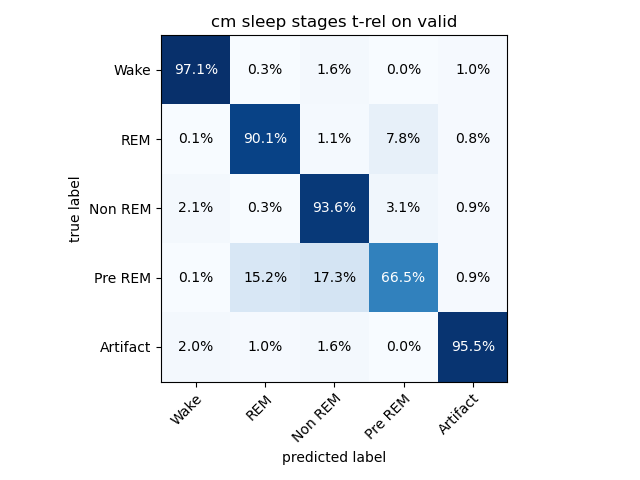 cm sleep stages t-rel on valid
Wake 97.1% 0.3% 1.6% 0.0% 1.0%
REM 0.1% 90.1% 1.1% 7.8% 0.8%
Non REM 2.1% 0.3% 93.6% 3.1% 0.9%
Pre REM 0.1% 15.2% 17.3% 66.5% 0.9%
Artifact 2.0% 1.0% 1.6% 0.0% 95.5%
true label
Wake REM Non REM Pre REM Artifact
predicted label